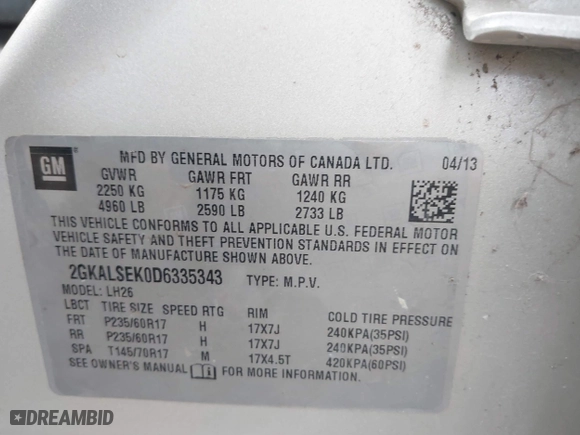 GM
MFD BY GENERAL MOTORS OF CANADA LTD. 04/13
GVWR GAWR FRT GAWR RR
2250 KG 1175 KG 1240 KG
4960 LB 2590 LB 2733 LB
THIS VEHICLE CONFORMS TO ALL APPLICABLE U.S. FEDERAL MOTOR
VEHICLE SAFETY AND THEFT PREVENTION STANDARDS IN EFFECT ON
THE DATE OF MANUFACTURE SHOWN ABOVE.
2GKALSEK0D6335343 TYPE: M.P.V.
MODEL: LH26
LBCT TIRE SIZE SPEED RTG RIM COLD TIRE PRESSURE
FRT P235/60R17 H 17X7J 240KPA(35PSI)
RR P235/60R17 H 17X7J 240KPA(35PSI)
SPA T145/70R17 M 17X4.5T 420KPA(60PSI)
SEE OWNER'S MANUAL FOR MORE INFORMATION.
DREAMBID